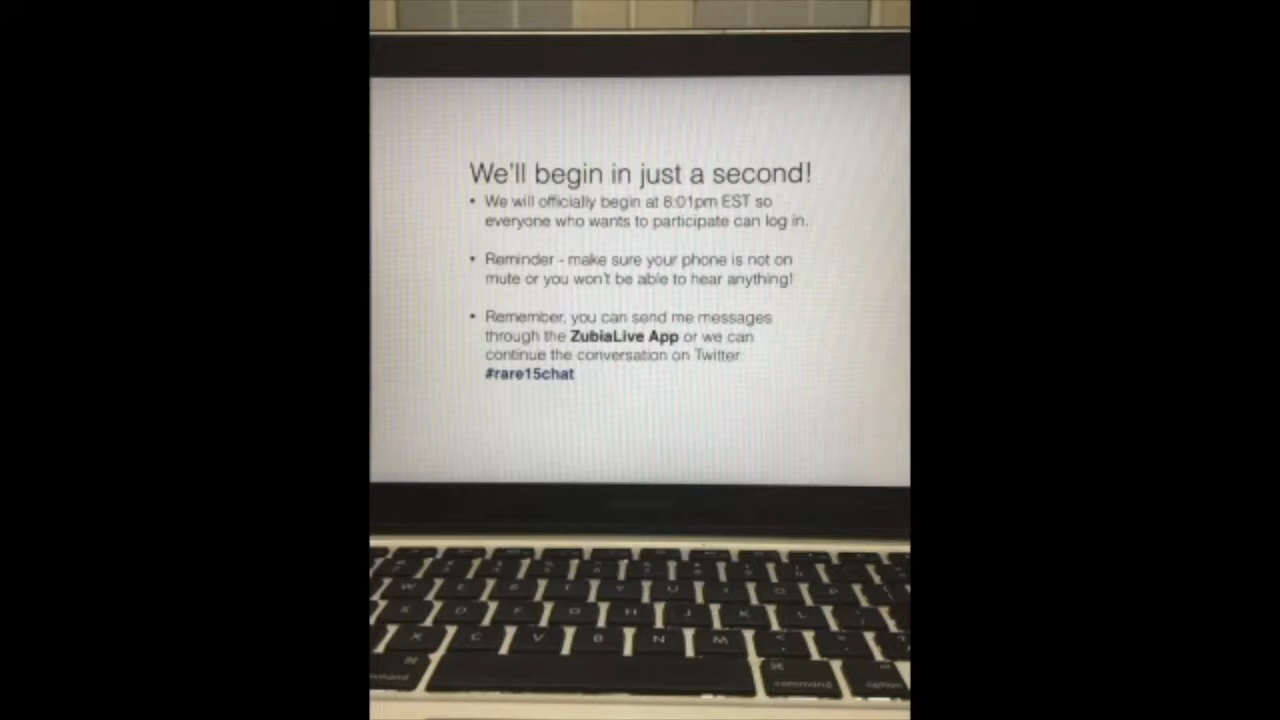 We'll begin in just a second!
• We will officially begin at 8:01pm EST so
everyone who wants to participate can log in.
• Reminder - make sure your phone is not on
mute or you won't be able to hear anything!
• Remember, you can send me messages
through the ZubiaLive App or we can
continue the conversation on Twitter:
#rare15chat
W E R T Y U I O P
S D F G H J K L
X C V B N M
command option